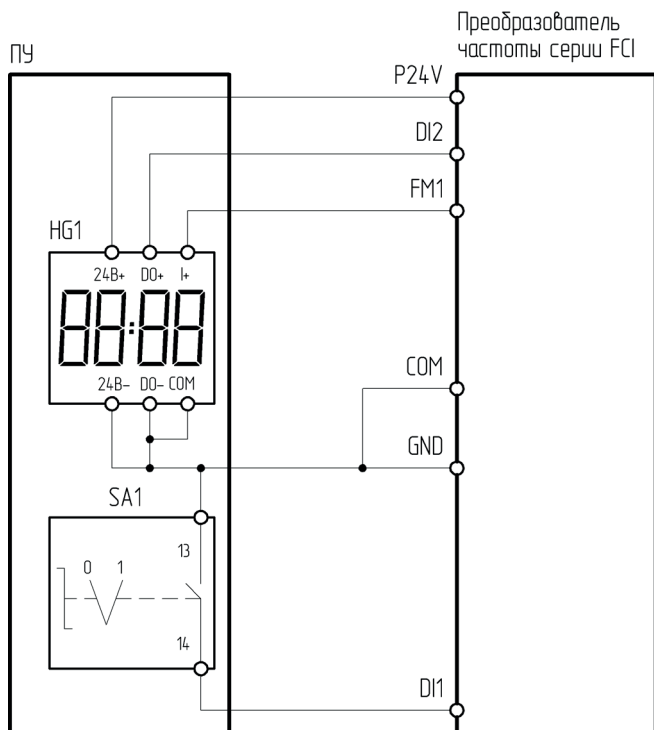 Преобразователь
частоты серии FCI
ПУ
P24V
DI2
FM1
HG1
24В+ DO+ I+
88:88
24В- DO- COM
COM
GND
SA1
13
0 1
14
DI1